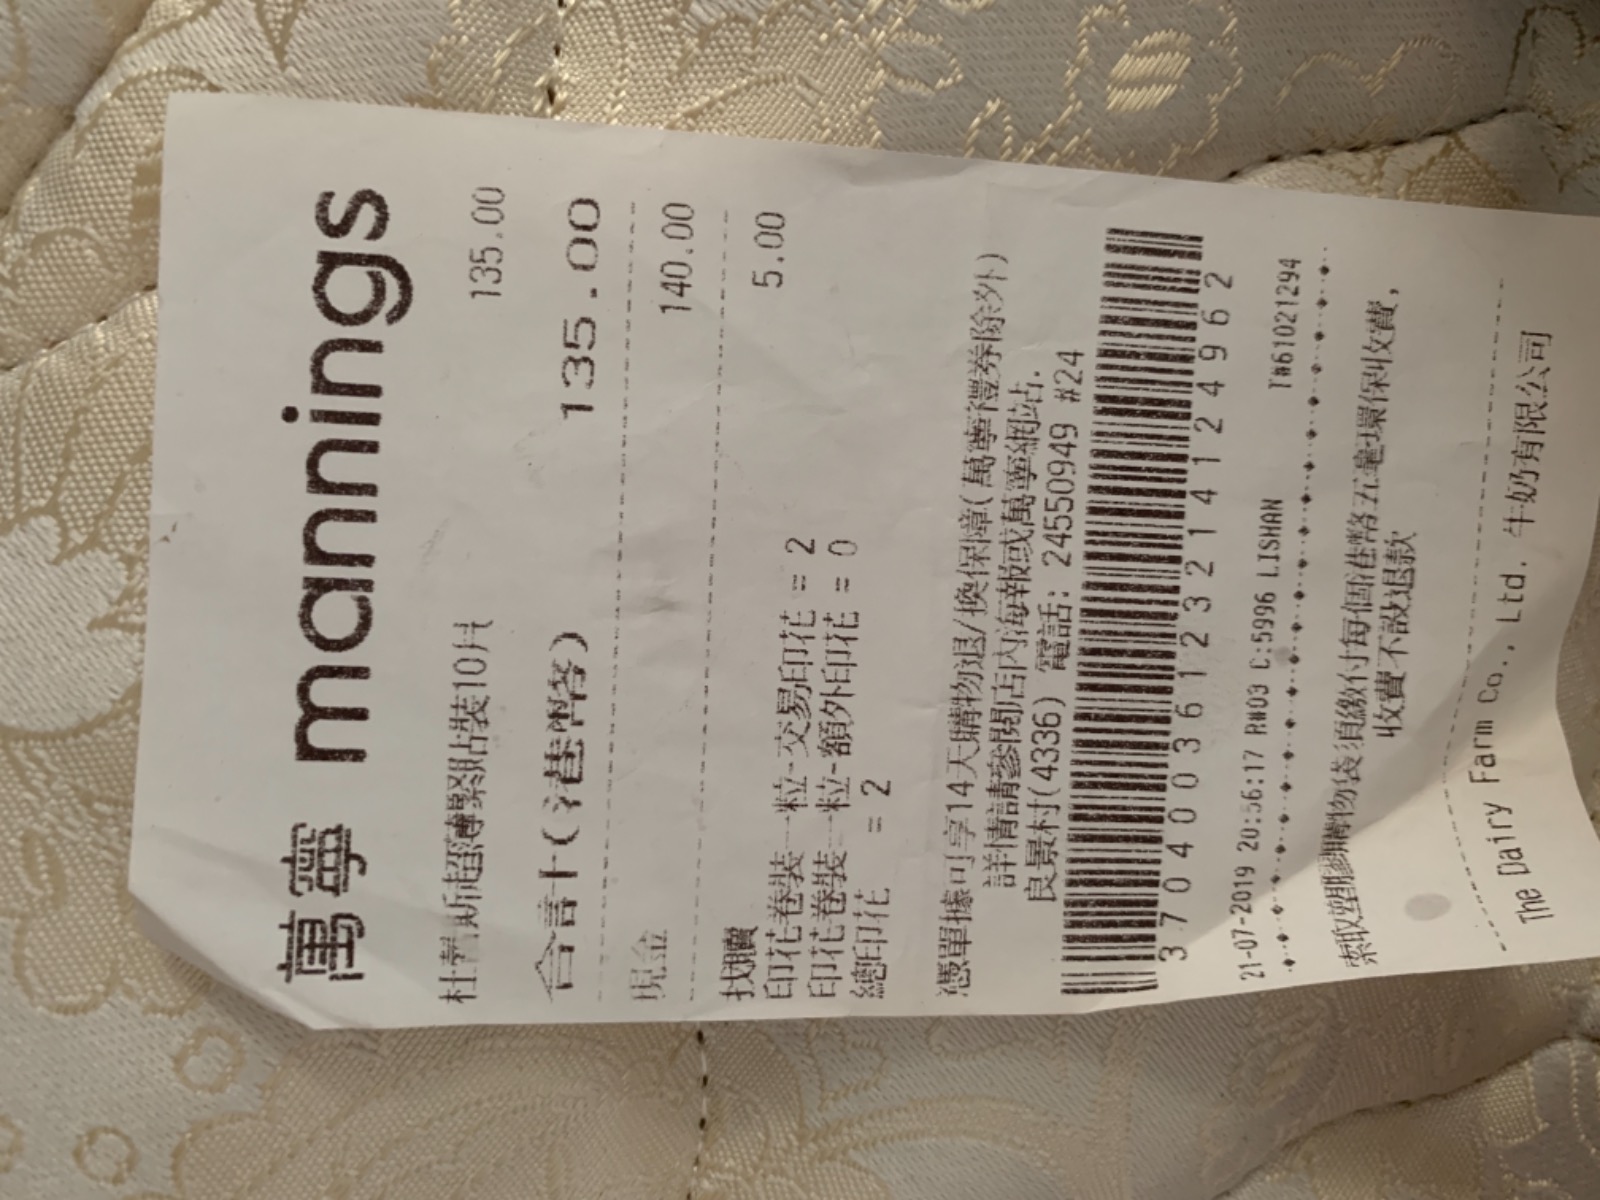 萬寧 mannings
杜蕾斯超薄緊貼裝10片 135.00
合計(港幣) 135.00
現金 140.00
找贖 5.00
印花卷裝一粒-交易印花 = 2
印花卷裝一粒-額外印花 = 0
總印花 = 2
憑單據可享14天購物退/換保障(萬寧禮券除外)
詳情請參閱店內海報或萬寧網站.
良景村(4336) 電話: 24550949 #24
37040036123214124962
21-07-2019 20:56:17 R#03 C:5996 LISHAN T#61021294
索取塑膠購物袋須繳付每個港幣五毫環保收費,
收費不設退款
The Dairy Farm Co., Ltd. 牛奶有限公司